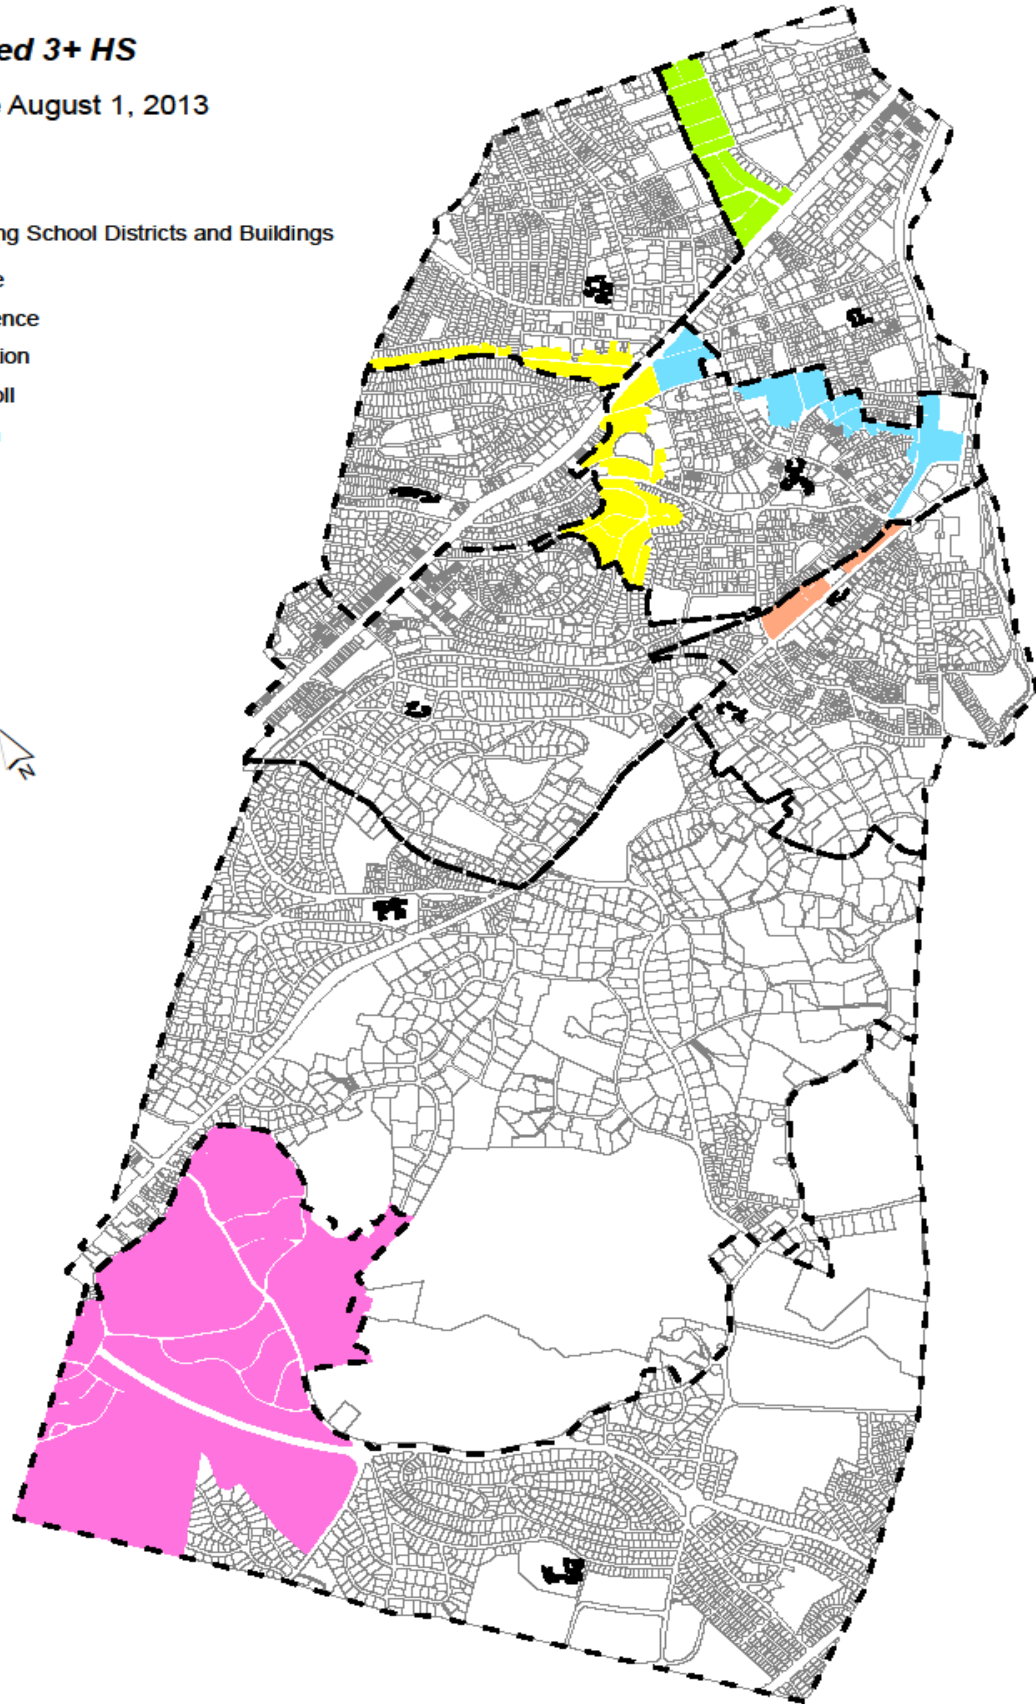 ed 3+ HS
August 1, 2013
ng School Districts and Buildings
e
ence
ion
oll
N